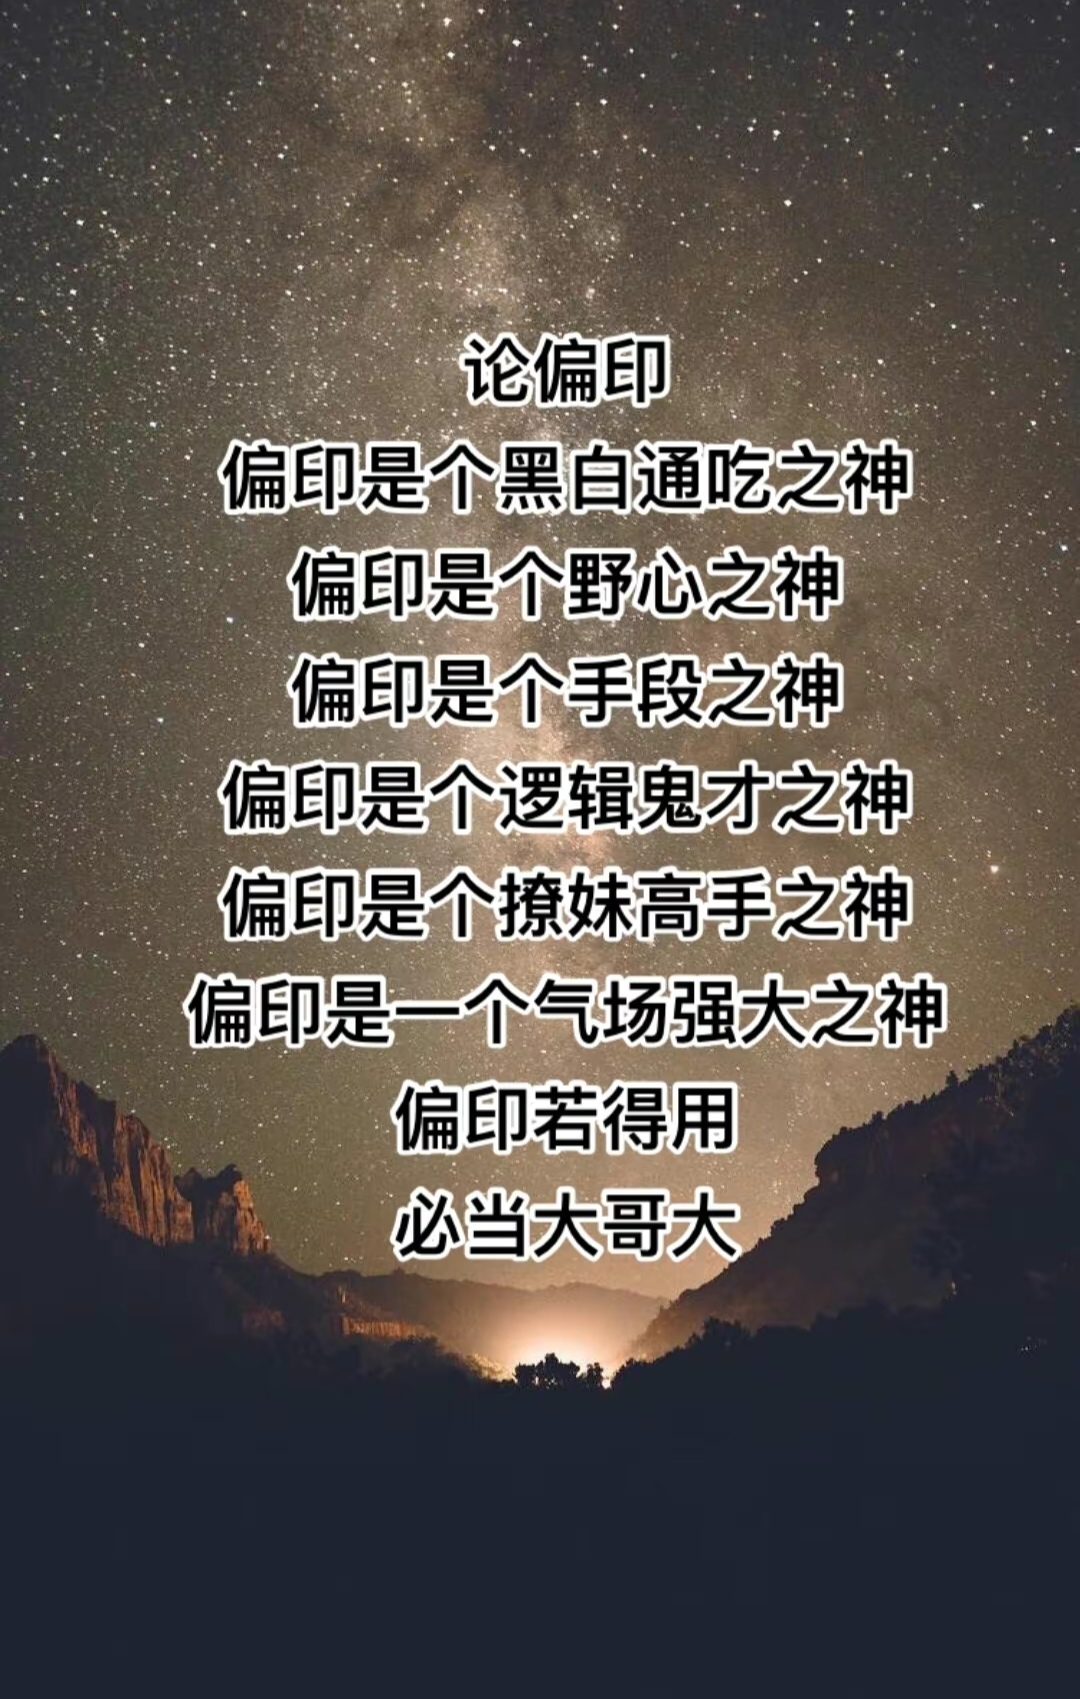 论偏印
偏印是个黑白通吃之神
偏印是个野心之神
偏印是个手段之神
偏印是个逻辑鬼才之神
偏印是个撩妹高手之神
偏印是一个气场强大之神
偏印若得用
必当大哥大